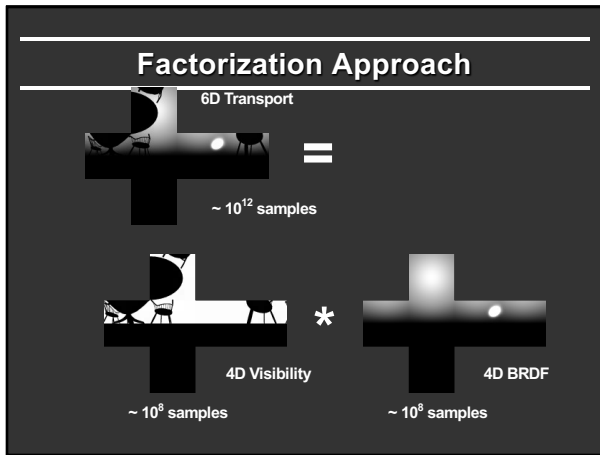 Factorization Approach
6D Transport
=
~ 10¹² samples
*
4D Visibility
4D BRDF
~ 10⁸ samples
~ 10⁸ samples